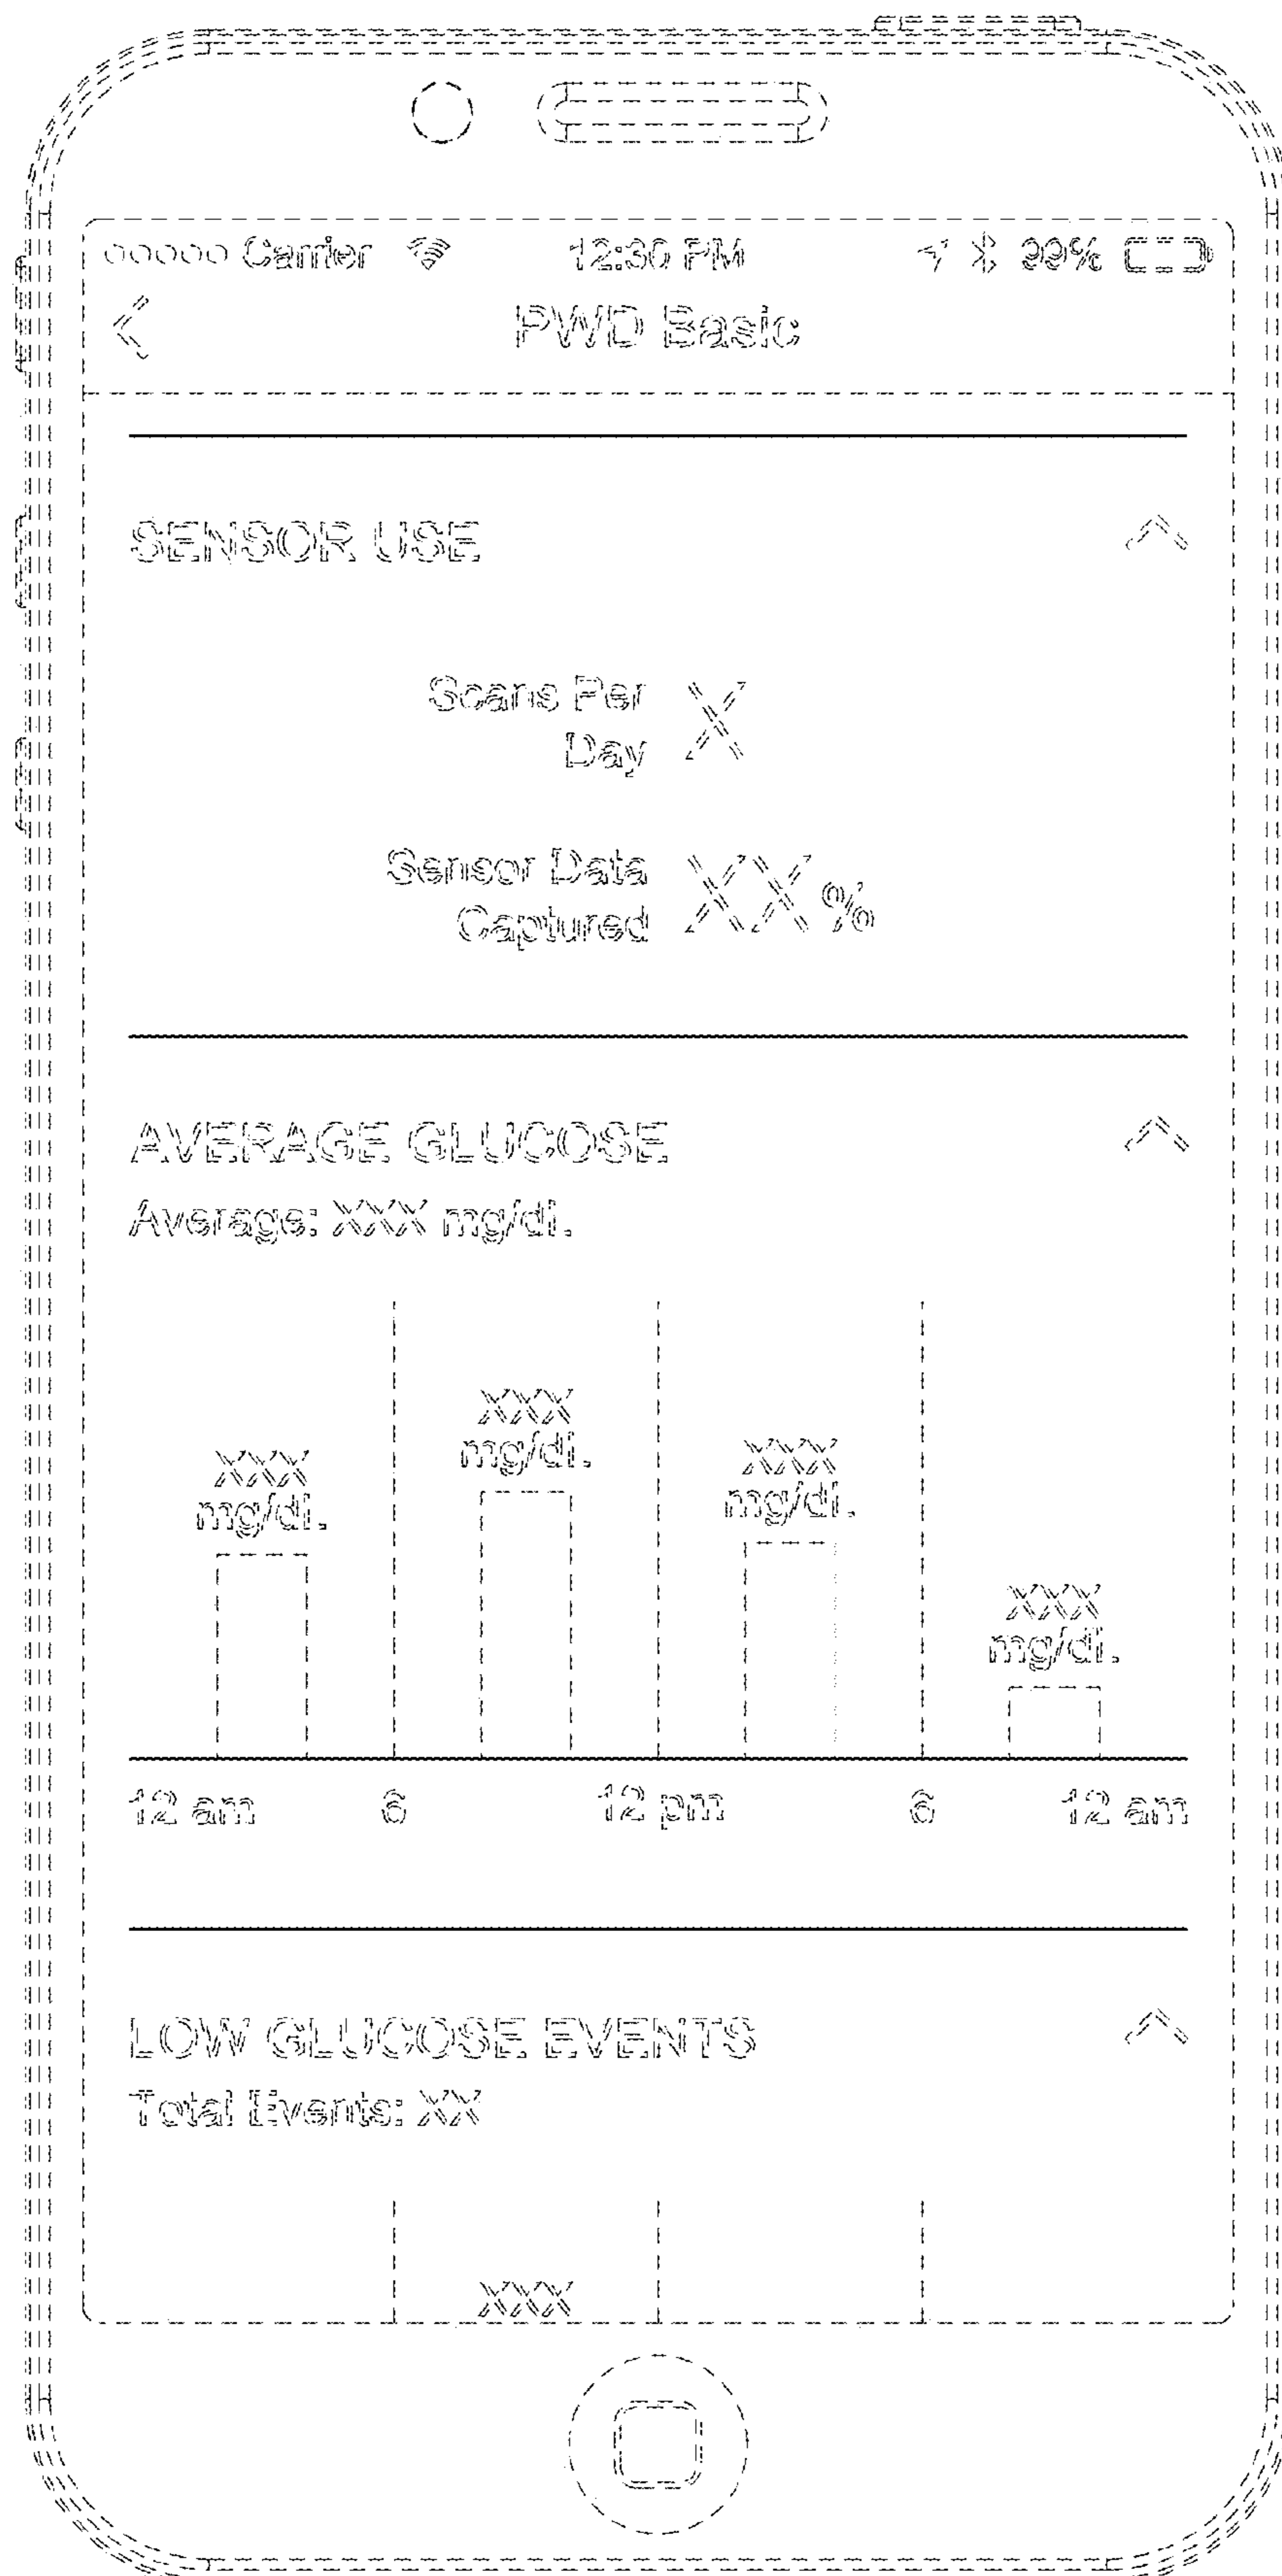 Carrier 12:30 PM 99%
PWD Basic
SENSOR USE
Scans Per
Day X
Sensor Data
Captured XX %
AVERAGE GLUCOSE
Average: XXX mg/dl.
XXX
mg/dl.
XXX
mg/dl.
XXX
mg/dl.
XXX
mg/dl.
12 am 6 12 pm 6 12 am
LOW GLUCOSE EVENTS
Total Events: XX
XXX